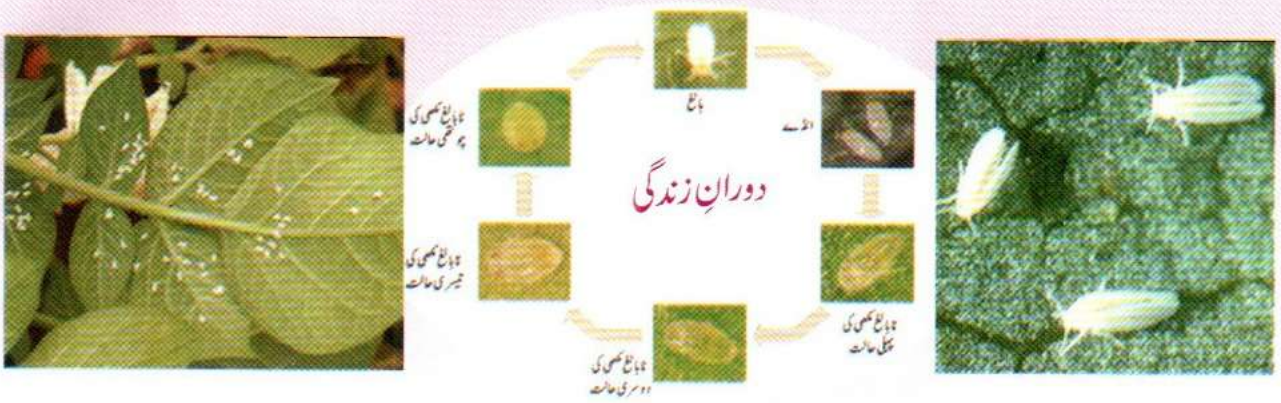 بالغ
انڈے
نابالغ مکھی کی
پہلی حالت
نابالغ مکھی کی
دوسری حالت
نابالغ مکھی کی
تیسری حالت
نابالغ مکھی کی
چوتھی حالت
دورانِ زندگی